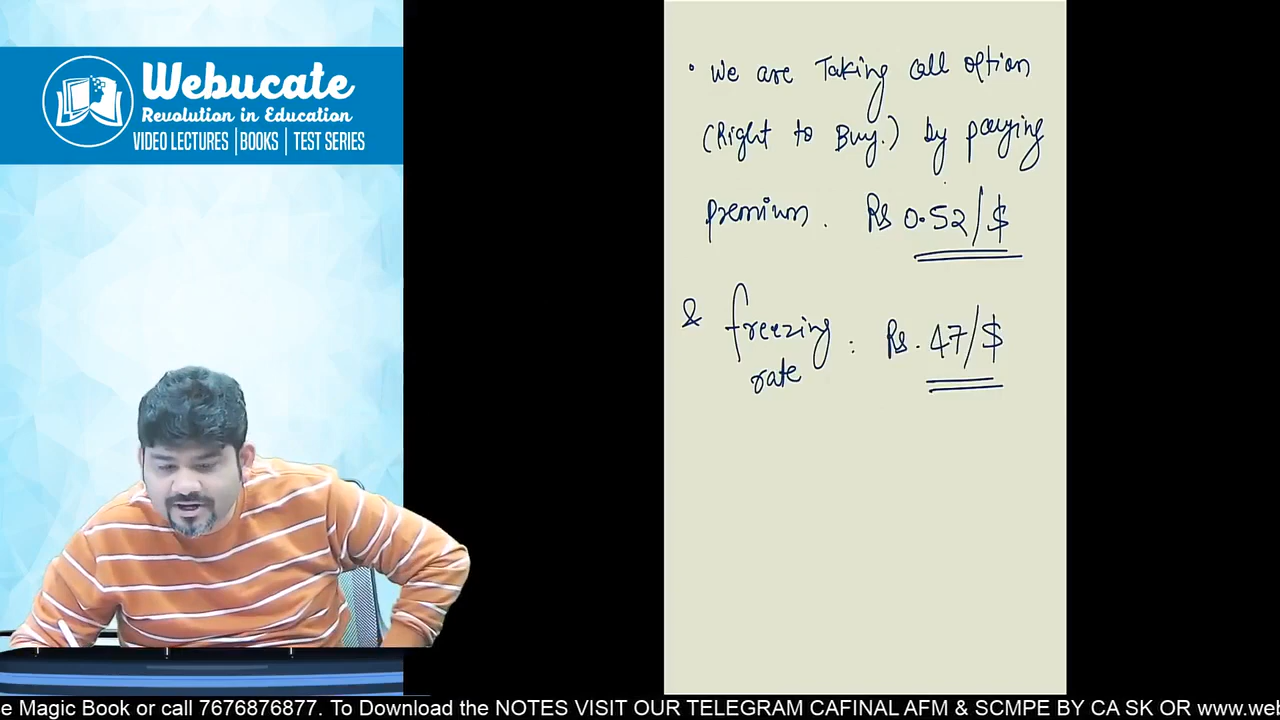 Webucate
Revolution in Education
VIDEO LECTURES | BOOKS | TEST SERIES
• We are Taking call option
(Right to Buy.) by paying
premium. Rs 0.52/$
& freezing : Rs. 47/$
rate
e Magic Book or call 7676876877. To Download the NOTES VISIT OUR TELEGRAM CAFINAL AFM & SCMPE BY CA SK OR www.web